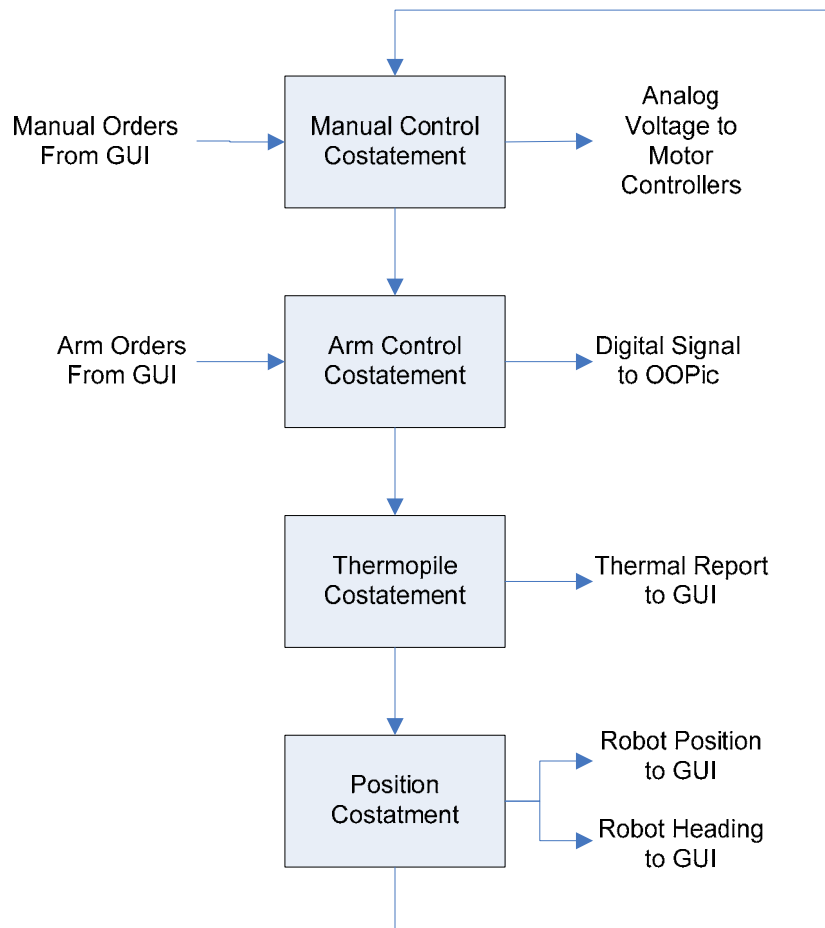 Manual Orders
From GUI
Manual Control
Costatement
Analog
Voltage to
Motor
Controllers
Arm Orders
From GUI
Arm Control
Costatement
Digital Signal
to OOPic
Thermopile
Costatement
Thermal Report
to GUI
Position
Costatment
Robot Position
to GUI
Robot Heading
to GUI